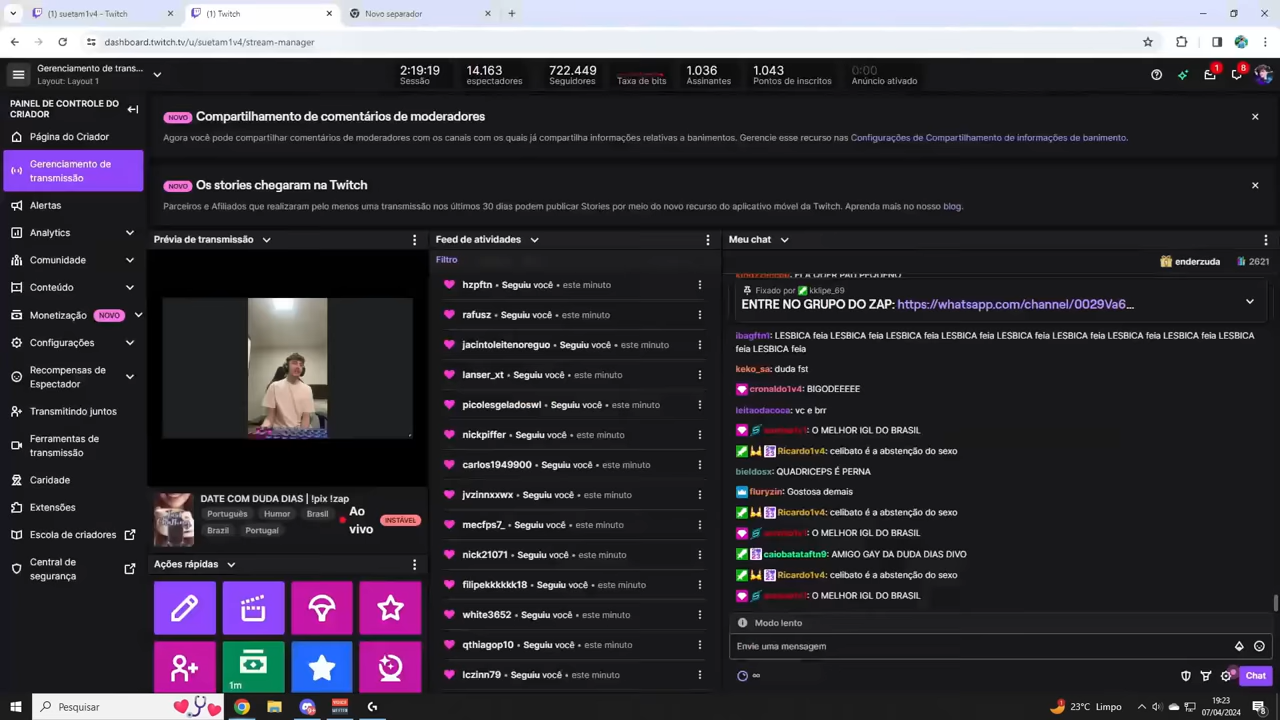 (1) suetam1v4 - Twitch
(1) Twitch
Novo separador
dashboard.twitch.tv/u/suetam1v4/stream-manager
Gerenciamento de trans...
Layout: Layout 1
2:19:19
Sessão
14.163
espectadores
722.449
Seguidores
Taxa de bits
1.036
Assinantes
1.043
Pontos de inscritos
0:00
Anúncio ativado
1
8
PAINEL DE CONTROLE DO CRIADOR
Página do Criador
Gerenciamento de transmissão
Alertas
Analytics
Comunidade
Conteúdo
Monetização NOVO
Configurações
Recompensas de Espectador
Transmitindo juntos
Ferramentas de transmissão
Caridade
Extensões
Escola de criadores
Central de segurança
NOVO Compartilhamento de comentários de moderadores
Agora você pode compartilhar comentários de moderadores com os canais com os quais já compartilha informações relativas a banimentos. Gerencie esse recurso nas Configurações de Compartilhamento de informações de banimento.
NOVO Os stories chegaram na Twitch
Parceiros e Afiliados que realizaram pelo menos uma transmissão nos últimos 30 dias podem publicar Stories por meio do novo recurso do aplicativo móvel da Twitch. Aprenda mais no nosso blog.
Prévia de transmissão
DATE COM DUDA DIAS | !pix !zap
Português Humor Brasil
Brazil Portugal
Ao vivo
INSTÁVEL
Ações rápidas
1m
Feed de atividades
Filtro
hzpftn • Seguiu você • este minuto
rafusz • Seguiu você • este minuto
jacintoleitenoreguo • Seguiu você • este minuto
lanser_xt • Seguiu você • este minuto
picolesgeladoswl • Seguiu você • este minuto
nickpiffer • Seguiu você • este minuto
carlos1949900 • Seguiu você • este minuto
jvzinnxxwx • Seguiu você • este minuto
mecfps7_ • Seguiu você • este minuto
nick21071 • Seguiu você • este minuto
filipekkkkkk18 • Seguiu você • este minuto
white3652 • Seguiu você • este minuto
qthiagop10 • Seguiu você • este minuto
lczinn79 • Seguiu você • este minuto
Meu chat
enderzuda 2621
Fixado por kklipe_69
ENTRE NO GRUPO DO ZAP: https://whatsapp.com/channel/0029Va6...
ibagftn1: LESBICA feia LESBICA feia LESBICA feia LESBICA feia LESBICA feia LESBICA feia LESBICA feia LESBICA feia LESBICA
feia LESBICA feia
keko_sa: duda fst
cronaldo1v4: BIGODEEEEE
leitaodacoca: vc e brr
: O MELHOR IGL DO BRASIL
Ricardo1v4: celibato é a abstenção do sexo
bieldosx: QUADRICEPS É PERNA
fluryzin: Gostosa demais
Ricardo1v4: celibato é a abstenção do sexo
: O MELHOR IGL DO BRASIL
caiobatataftn9: AMIGO GAY DA DUDA DIAS DIVO
Ricardo1v4: celibato é a abstenção do sexo
: O MELHOR IGL DO BRASIL
Modo lento
Envie uma mensagem
Chat
Pesquisar
23°C Limpo
19:23
07/04/2024
8